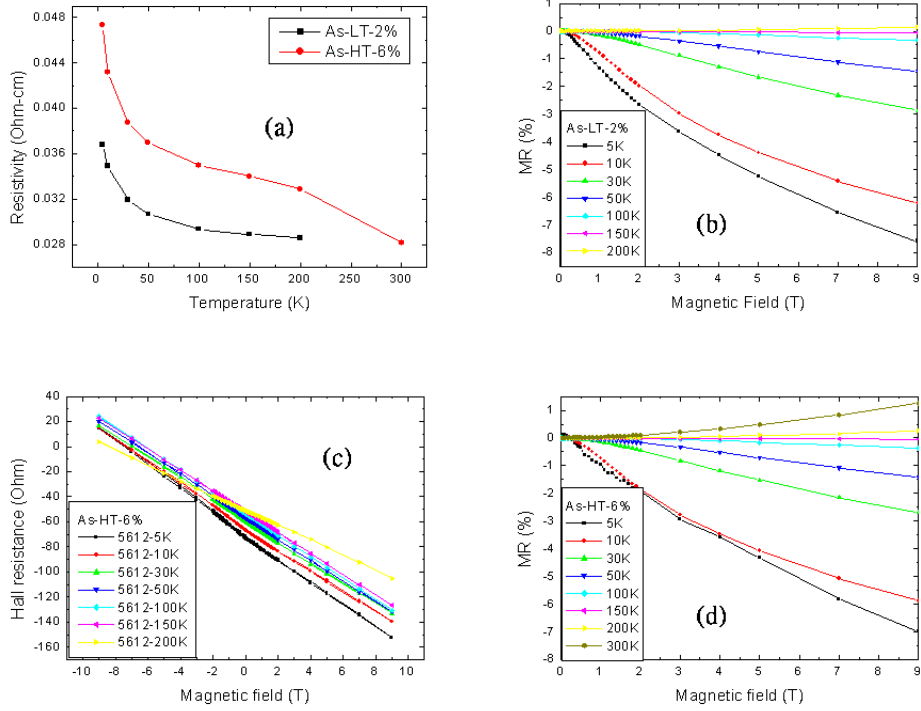 0.048
0.044
0.040
0.036
0.032
0.028
Resistivity (Ohm-cm)
As-LT-2%
As-HT-6%
(a)
0 50 100 150 200 250 300
Temperature (K)
0
-1
-2
-3
-4
-5
-6
-7
-8
MR (%)
As-LT-2%
5K
10K
30K
50K
100K
150K
200K
(b)
0 1 2 3 4 5 6 7 8 9
Magnetic Field (T)
40
20
0
-20
-40
-60
-80
-100
-120
-140
-160
Hall resistance (Ohm)
(c)
As-HT-6%
5612-5K
5612-10K
5612-30K
5612-50K
5612-100K
5612-150K
5612-200K
-10 -8 -6 -4 -2 0 2 4 6 8 10
Magnetic field (T)
1
0
-1
-2
-3
-4
-5
-6
-7
-8
MR (%)
As-HT-6%
5K
10K
30K
50K
100K
150K
200K
300K
(d)
0 1 2 3 4 5 6 7 8 9
Magnetic field (T)